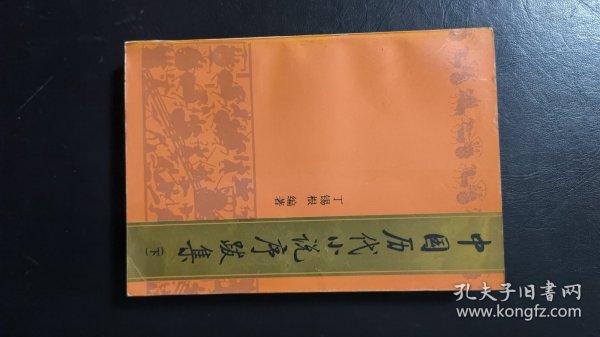 中国历代小说序跋集（下）
丁锡根 编著
孔夫子旧书网
www.kongfz.com